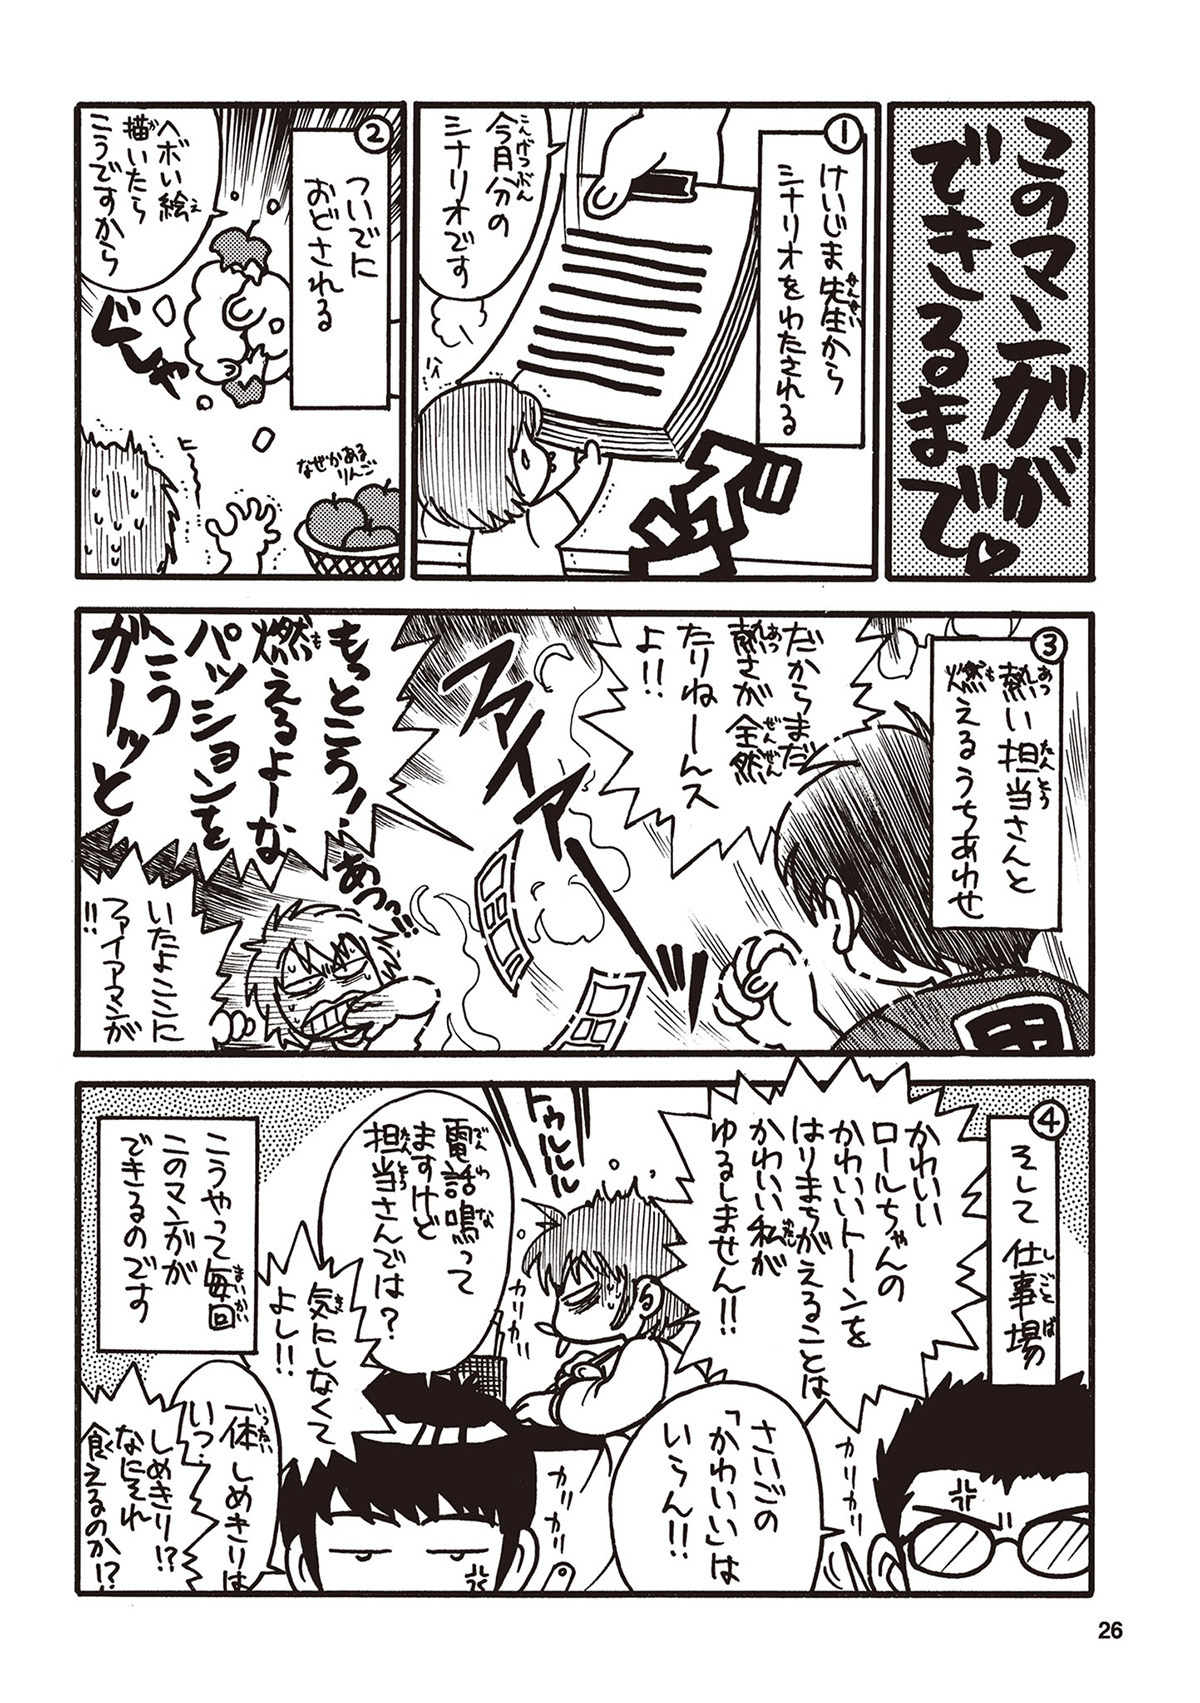 このマンガが
できるまで♡
①
けいじま先生から
シナリオをわたされる
今月分の
シナリオです
②
ついでに
おどされる
ヘボい絵
描いたら
こうですから
ぐしゃ
なぜかある
りんご
③
熱い担当さんと
燃えるうちあわせ
だからまだ
熱さが全然
たりねーんス
よ!!
ファイアー!!
もっとこう!
燃えるよーな
パッションを
こう
ガーッと
あつっ!!
いたよここに
ファイアマンが
!!
④
そして仕事場
かわいい
ロールちゃんの
かわいいトーンを
はりまちがえることは
かわいい私が
ゆるしません!!
さいごの
「かわいい」は
いらん!!
カリカリ
トゥルルル
電話鳴って
ますけど
担当さんでは?
カリカリ
カリカリ
気にしなくて
よし!!
一体しめきりは
いつ…
しめきり!?
なにそれ
食えるのか!?
こうやって毎回
このマンガが
できるのです
26